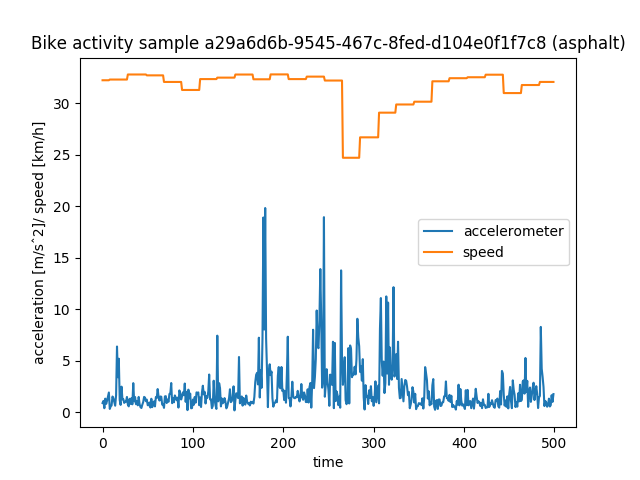 Bike activity sample a29a6d6b-9545-467c-8fed-d104e0f1f7c8 (asphalt)
acceleration [m/s^2]/ speed [km/h]
30
25
20
15
10
5
0
accelerometer
speed
0
100
200
300
400
500
time